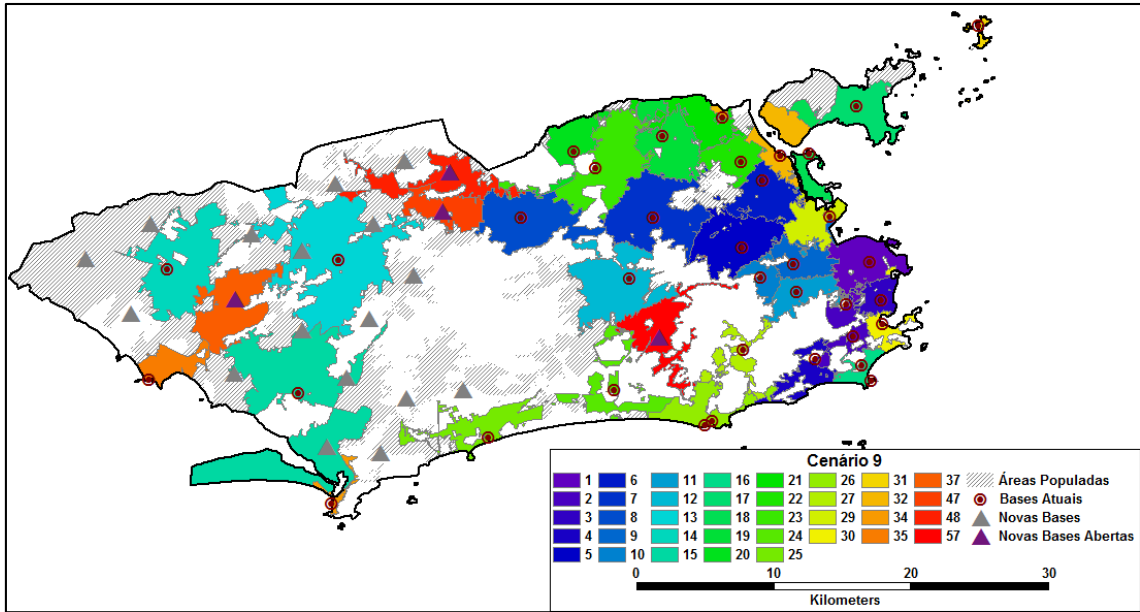 Cenário 9
1 6 11 16 21 26 31 37 Áreas Populadas
2 7 12 17 22 27 32 47 Bases Atuais
3 8 13 18 23 29 34 48 Novas Bases
4 9 14 19 24 30 35 57 Novas Bases Abertas
5 10 15 20 25
0 10 20 30
Kilometers